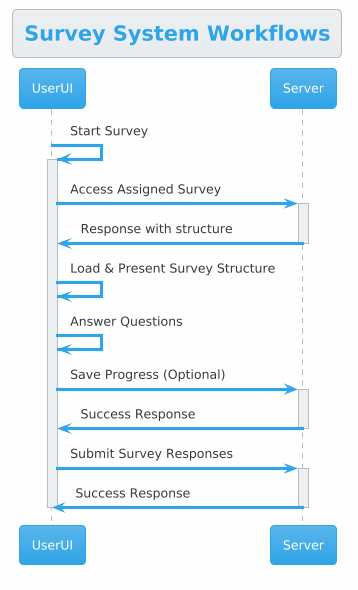 Survey System Workflows
UserUI
Server
Start Survey
Access Assigned Survey
Response with structure
Load & Present Survey Structure
Answer Questions
Save Progress (Optional)
Success Response
Submit Survey Responses
Success Response
UserUI
Server